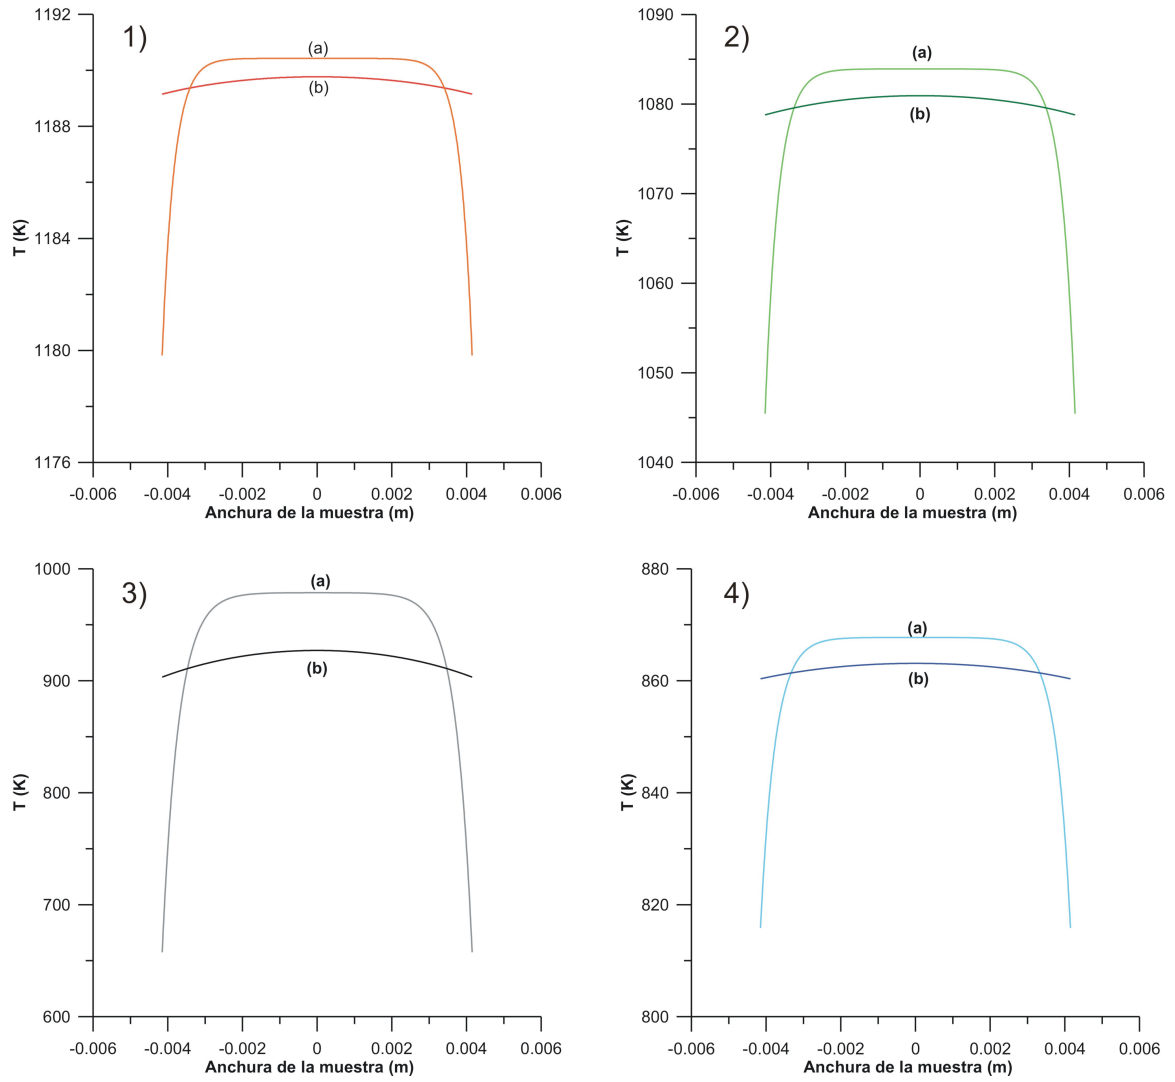 1)
1192
1188
1184
1180
1176
T (K)
(a)
(b)
-0.006 -0.004 -0.002 0 0.002 0.004 0.006
Anchura de la muestra (m)
2)
1090
1080
1070
1060
1050
1040
T (K)
(a)
(b)
-0.006 -0.004 -0.002 0 0.002 0.004 0.006
Anchura de la muestra (m)
3)
1000
900
800
700
600
T (K)
(a)
(b)
-0.006 -0.004 -0.002 0 0.002 0.004 0.006
Anchura de la muestra (m)
4)
880
860
840
820
800
T (K)
(a)
(b)
-0.006 -0.004 -0.002 0 0.002 0.004 0.006
Anchura de la muestra (m)